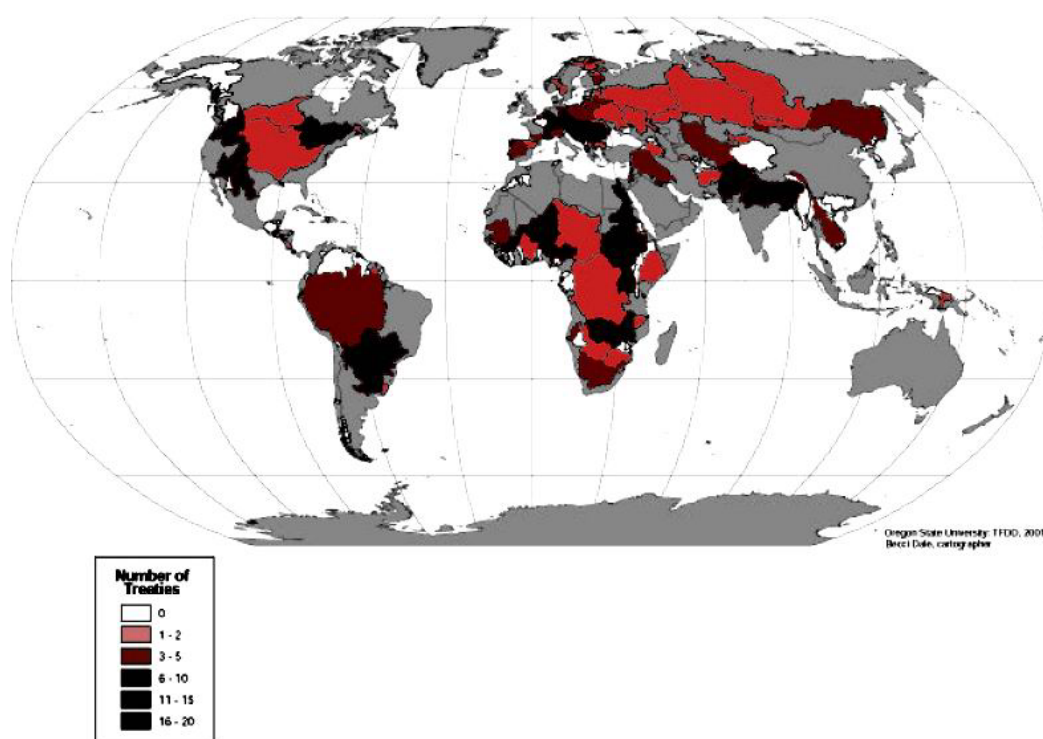 Oregon State University: TFDD, 2001
Becci Dale, cartographer
Number of
Treaties
0
1 - 2
3 - 5
6 - 10
11 - 15
16 - 20